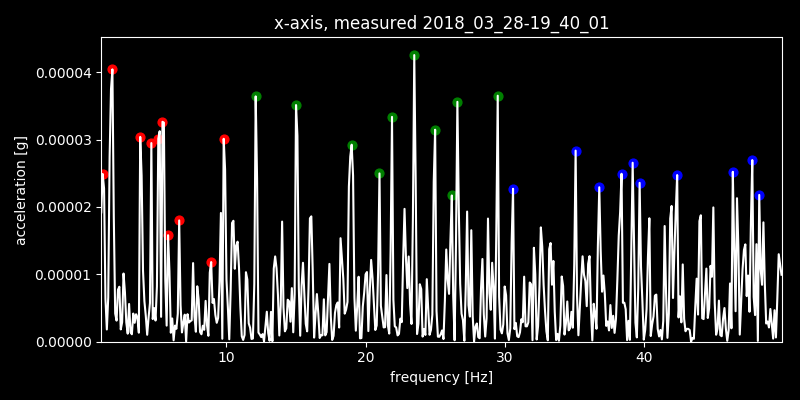 x-axis, measured 2018_03_28-19_40_01
0.00004
0.00003
0.00002
0.00001
0.00000
acceleration [g]
10 20 30 40
frequency [Hz]